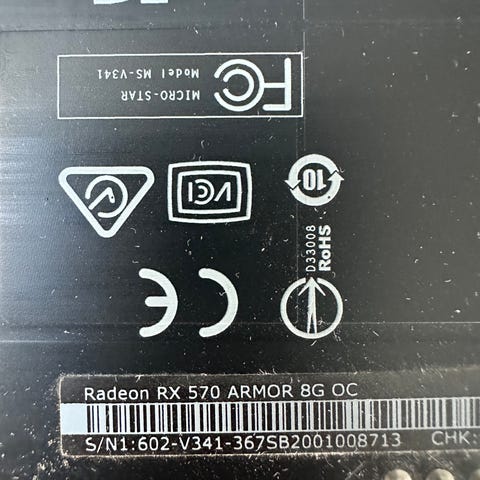 MICRO-STAR
Model MS-V341
FC
VCI
10
D33008
RoHS
CE
Radeon RX 570 ARMOR 8G OC
S/N1:602-V341-367SB2001008713 CHK: